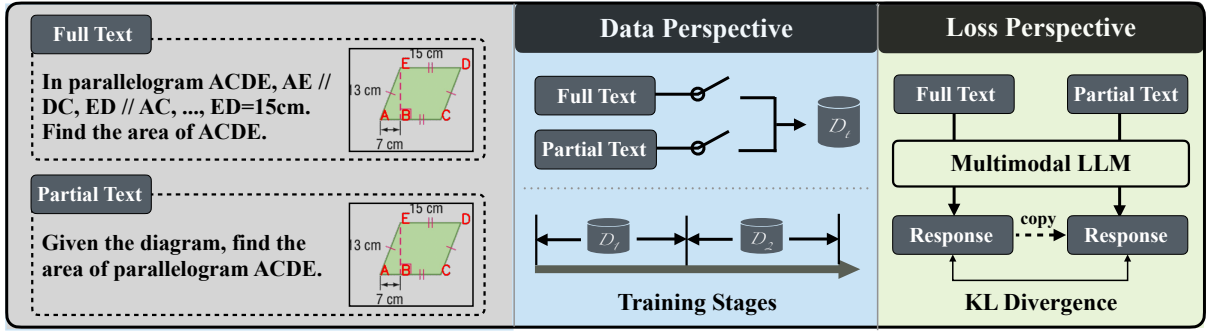 Full Text
In parallelogram ACDE, AE //
DC, ED // AC, ..., ED=15cm.
Find the area of ACDE.
15 cm
E
D
13 cm
A
B
C
7 cm
Partial Text
Given the diagram, find the
area of parallelogram ACDE.
15 cm
E
D
13 cm
A
B
C
7 cm
Data Perspective
Full Text
Partial Text
D_t
D_1
D_2
Training Stages
Loss Perspective
Full Text
Partial Text
Multimodal LLM
Response
copy
Response
KL Divergence